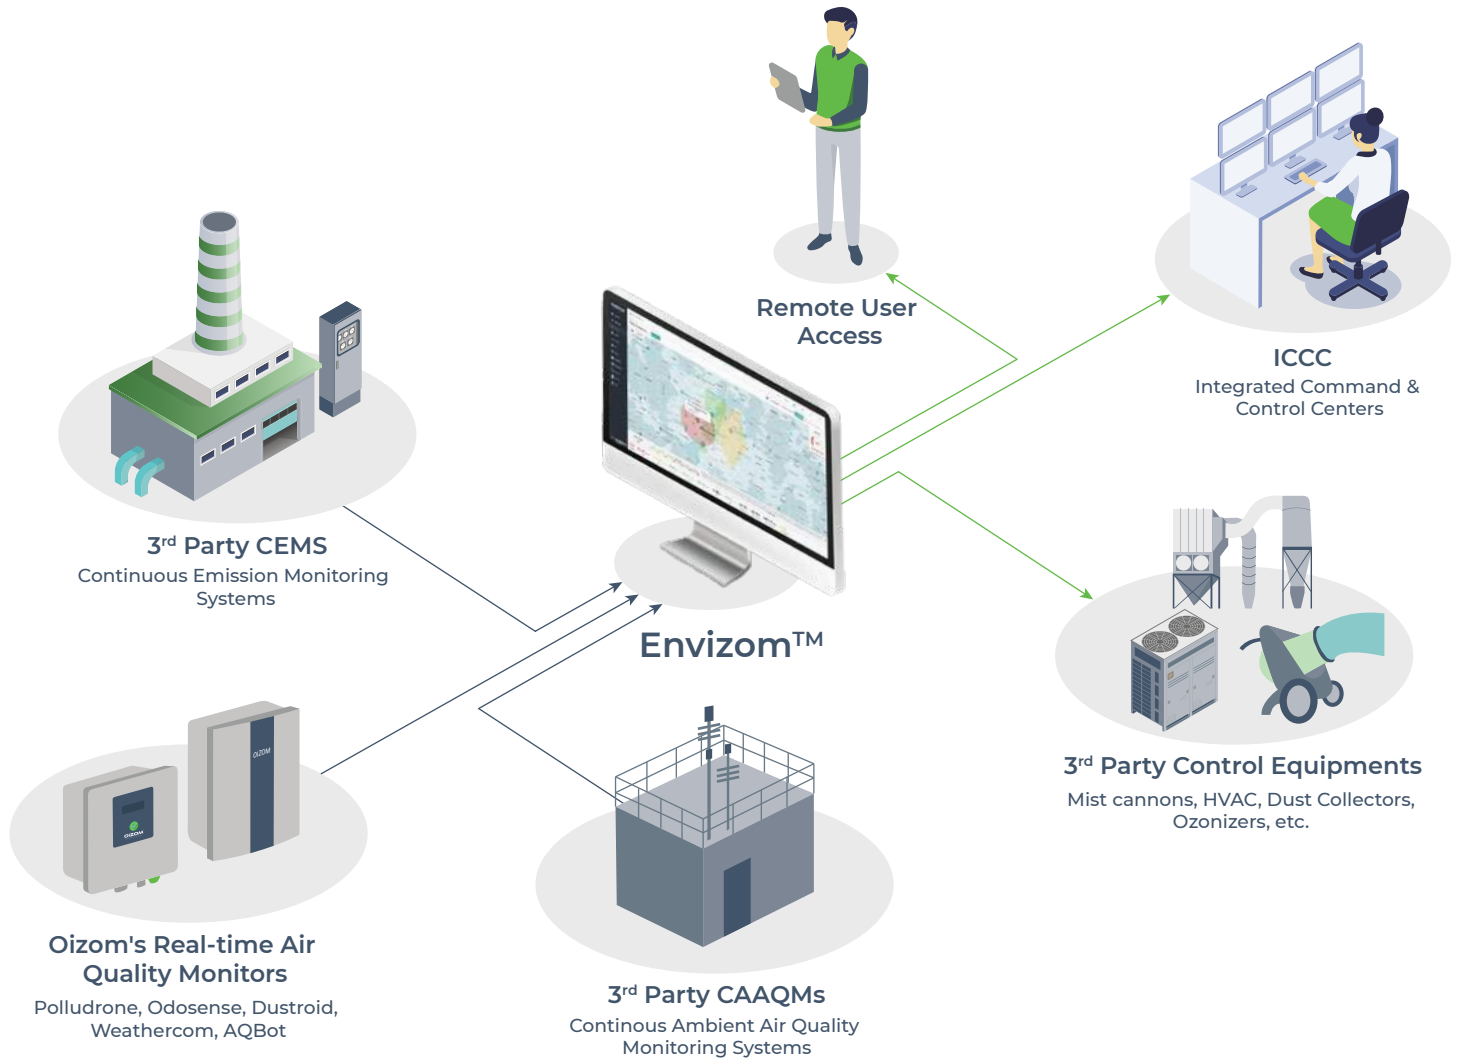 Remote User
Access
ICCC
Integrated Command &
Control Centers
3rd Party CEMS
Continuous Emission Monitoring
Systems
Envizom™
3rd Party Control Equipments
Mist cannons, HVAC, Dust Collectors,
Ozonizers, etc.
OIZOM
OIZOM
Oizom's Real-time Air
Quality Monitors
Polludrone, Odosense, Dustroid,
Weathercom, AQBot
3rd Party CAAQMs
Continous Ambient Air Quality
Monitoring Systems